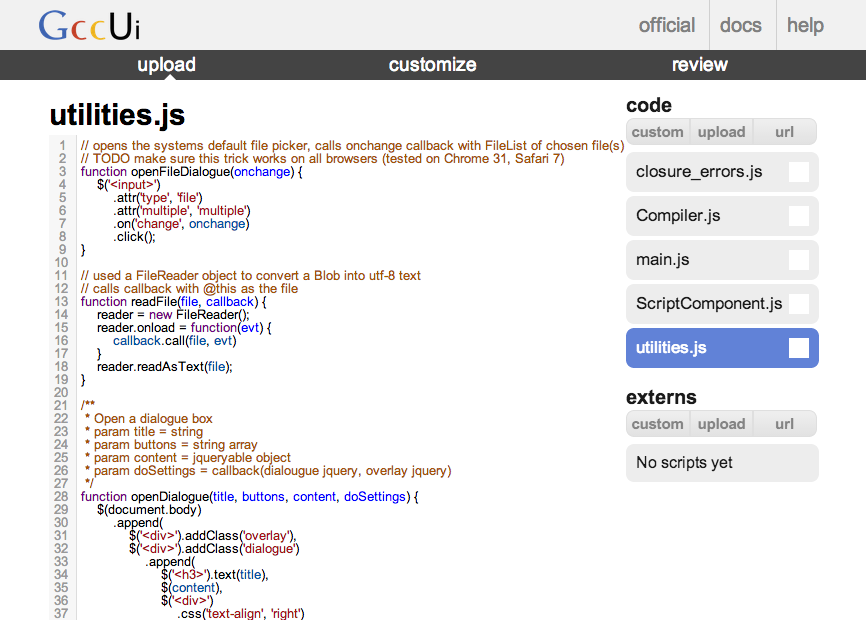 GccUi
official docs help
upload customize review
utilities.js
1 // opens the systems default file picker, calls onchange callback with FileList of chosen file(s)
2 // TODO make sure this trick works on all browsers (tested on Chrome 31, Safari 7)
3 function openFileDialogue(onchange) {
4 $('<input>')
5 .attr('type', 'file')
6 .attr('multiple', 'multiple')
7 .on('change', onchange)
8 .click();
9 }
10
11 // used a FileReader object to convert a Blob into utf-8 text
12 // calls callback with @this as the file
13 function readFile(file, callback) {
14 reader = new FileReader();
15 reader.onload = function(evt) {
16 callback.call(file, evt)
17 }
18 reader.readAsText(file);
19 }
20
21 /**
22 * Open a dialogue box
23 * param title = string
24 * param buttons = string array
25 * param content = jqueryable object
26 * param doSettings = callback(dialougue jquery, overlay jquery)
27 */
28 function openDialogue(title, buttons, content, doSettings) {
29 $(document.body)
30 .append(
31 $('<div>').addClass('overlay'),
32 $('<div>').addClass('dialogue')
33 .append(
34 $('<h3>').text(title),
35 $(content),
36 $('<div>')
37 .css('text-align', 'right')
code
custom upload url
closure_errors.js
Compiler.js
main.js
ScriptComponent.js
utilities.js
externs
custom upload url
No scripts yet